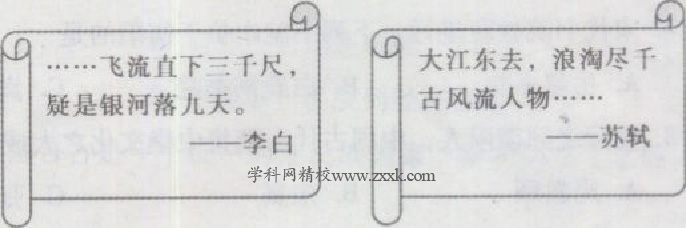 ……飞流直下三千尺，
疑是银河落九天。
——李白
大江东去，浪淘尽千
古风流人物……
——苏轼
学科网精校www.zxxk.com